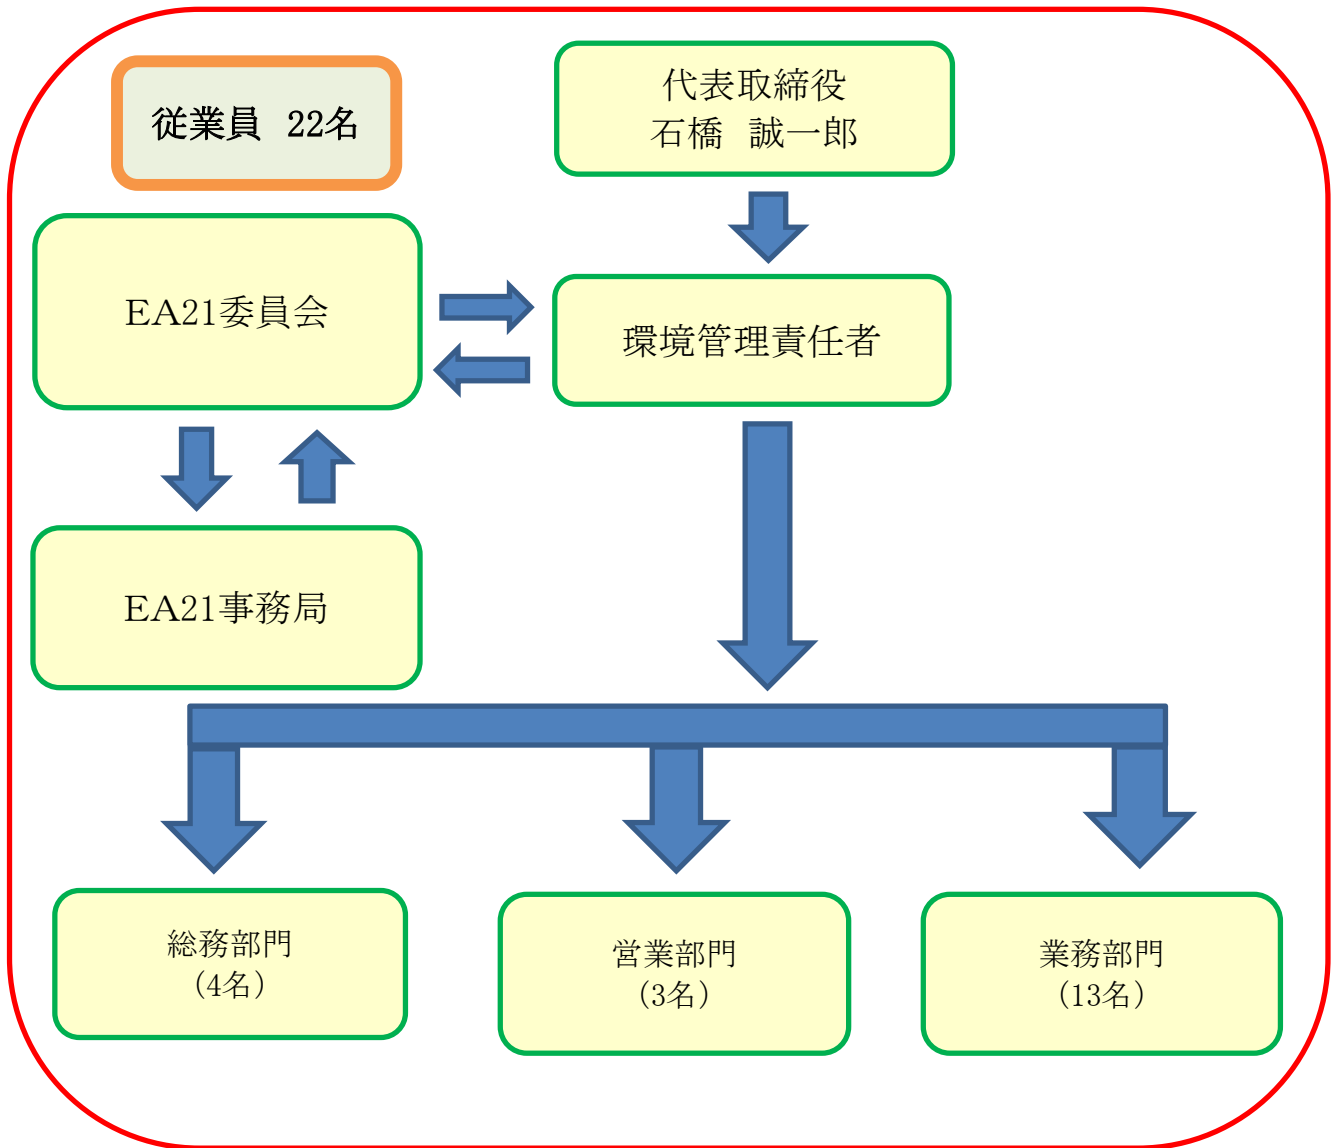 従業員　22名
代表取締役
石橋　誠一郎
EA21委員会
環境管理責任者
EA21事務局
総務部門
（4名）
営業部門
（3名）
業務部門
（13名）